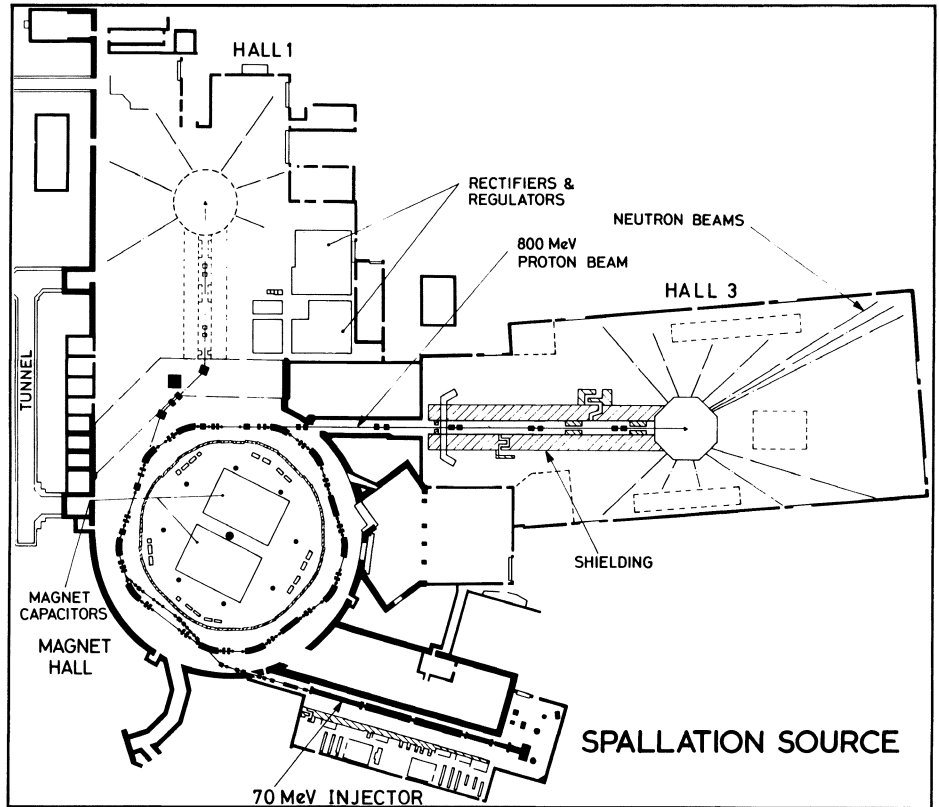 HALL 1
RECTIFIERS &
REGULATORS
NEUTRON BEAMS
800 MeV
PROTON BEAM
HALL 3
TUNNEL
SHIELDING
MAGNET
CAPACITORS
MAGNET
HALL
SPALLATION SOURCE
70 MeV INJECTOR